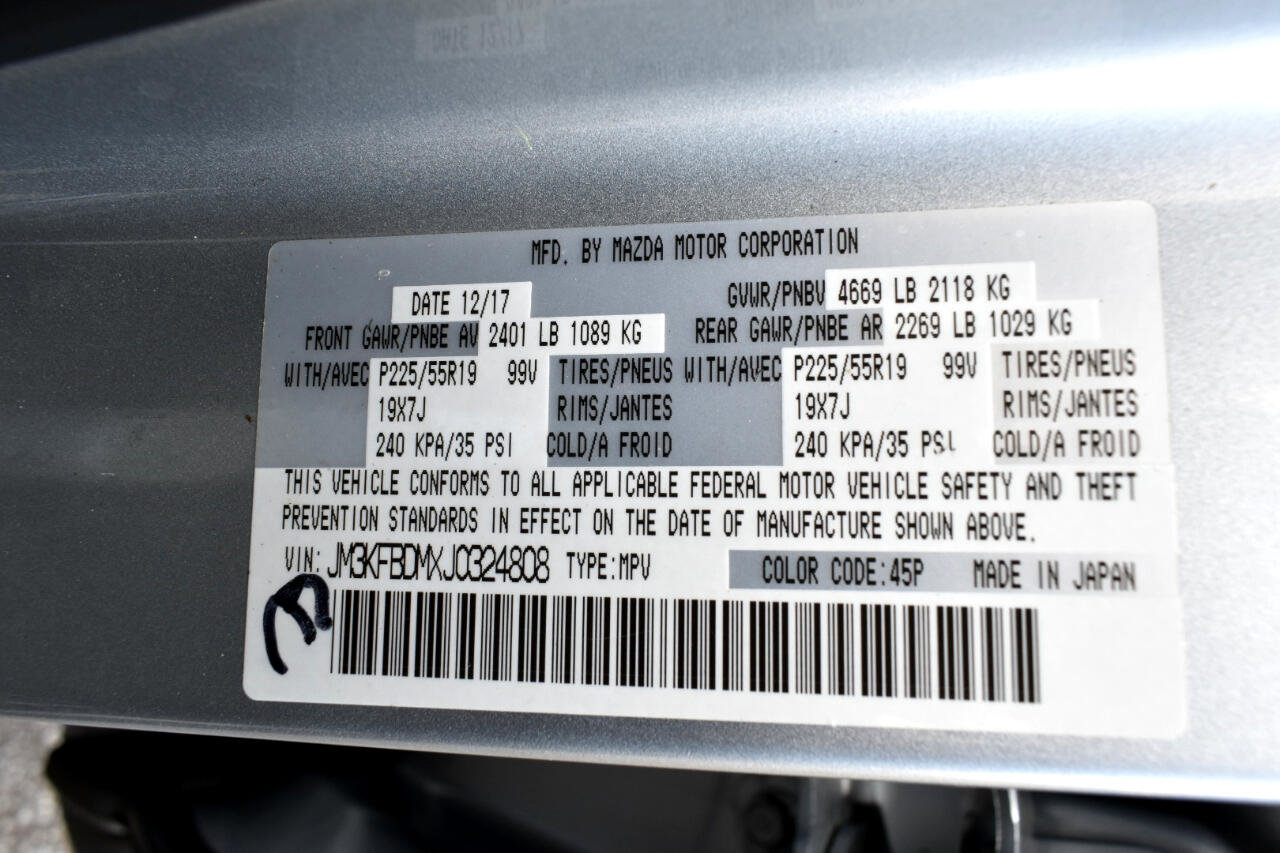 MFD. BY MAZDA MOTOR CORPORATION
DATE 12/17 GVWR/PNBV 4669 LB 2118 KG
FRONT GAWR/PNBE AV 2401 LB 1089 KG REAR GAWR/PNBE AR 2269 LB 1029 KG
WITH/AVEC P225/55R19 99V TIRES/PNEUS WITH/AVEC P225/55R19 99V TIRES/PNEUS
19X7J RIMS/JANTES 19X7J RIMS/JANTES
240 KPA/35 PSI COLD/A FROID 240 KPA/35 PSI COLD/A FROID
THIS VEHICLE CONFORMS TO ALL APPLICABLE FEDERAL MOTOR VEHICLE SAFETY AND THEFT
PREVENTION STANDARDS IN EFFECT ON THE DATE OF MANUFACTURE SHOWN ABOVE.
VIN: JM3KFBDMXJ0324808 TYPE:MPV COLOR CODE:45P MADE IN JAPAN